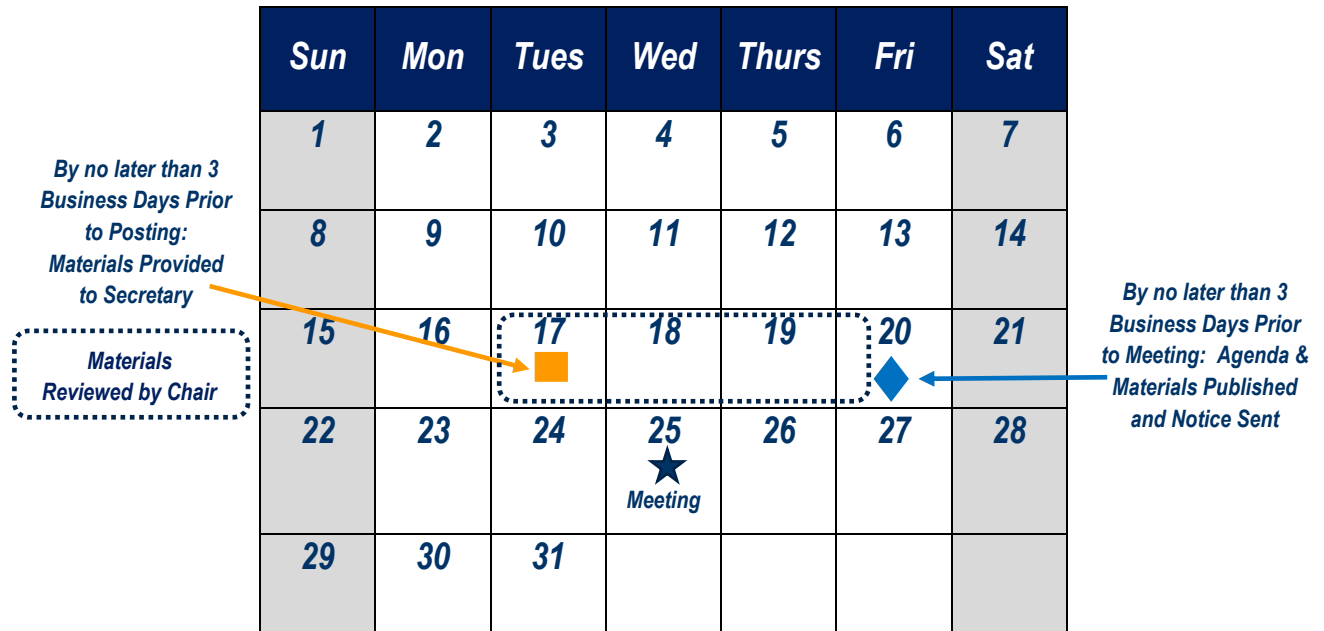 Sun Mon Tues Wed Thurs Fri Sat
1 2 3 4 5 6 7
By no later than 3
Business Days Prior
to Posting:
Materials Provided
to Secretary
8 9 10 11 12 13 14
15 16 17 18 19 20 21
Materials
Reviewed by Chair
By no later than 3
Business Days Prior
to Meeting: Agenda &
Materials Published
and Notice Sent
22 23 24 25 26 27 28
Meeting
29 30 31